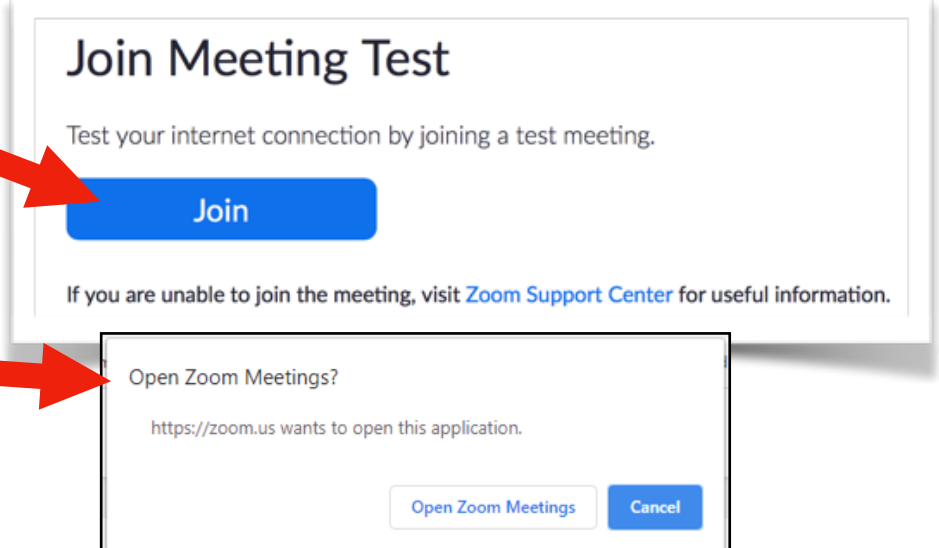 Join Meeting Test
Test your internet connection by joining a test meeting.
Join
If you are unable to join the meeting, visit Zoom Support Center for useful information.
Open Zoom Meetings?
https://zoom.us wants to open this application.
Open Zoom Meetings Cancel